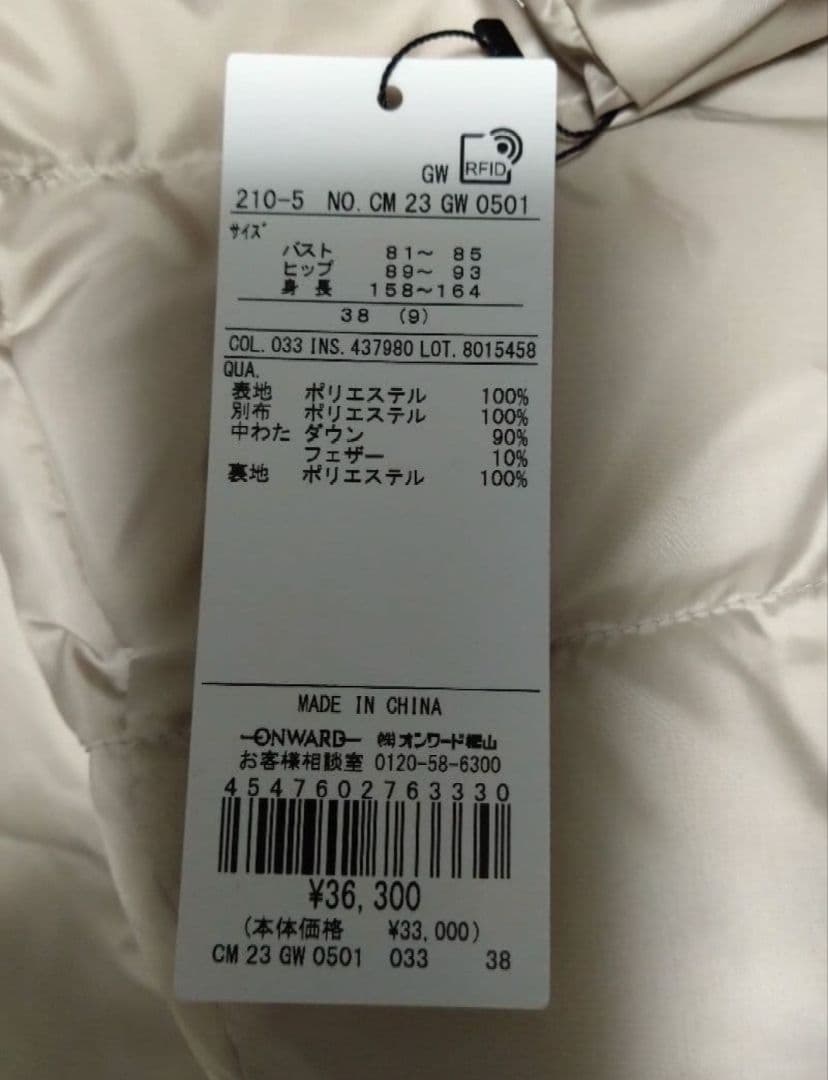 GW RFID
210-5 NO. CM 23 GW 0501
ｻｲｽﾞ
バスト 81〜 85
ヒップ 89〜 93
身長 158〜164
38 (9)
COL. 033 INS. 437980 LOT. 8015458
QUA.
表地 ポリエステル 100%
別布 ポリエステル 100%
中わた ダウン 90%
フェザー 10%
裏地 ポリエステル 100%
MADE IN CHINA
ONWARD ㈱オンワード樫山
お客様相談室 0120-58-6300
4547602763330
¥36,300
(本体価格 ¥33,000)
CM 23 GW 0501 033 38